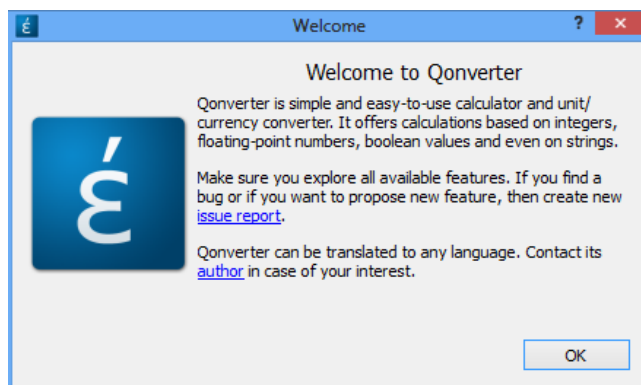 έ
Welcome
?
×
Welcome to Qonverter
Qonverter is simple and easy-to-use calculator and unit/
currency converter. It offers calculations based on integers,
floating-point numbers, boolean values and even on strings.
Make sure you explore all available features. If you find a
bug or if you want to propose new feature, then create new
issue report.
Qonverter can be translated to any language. Contact its
author in case of your interest.
έ
OK